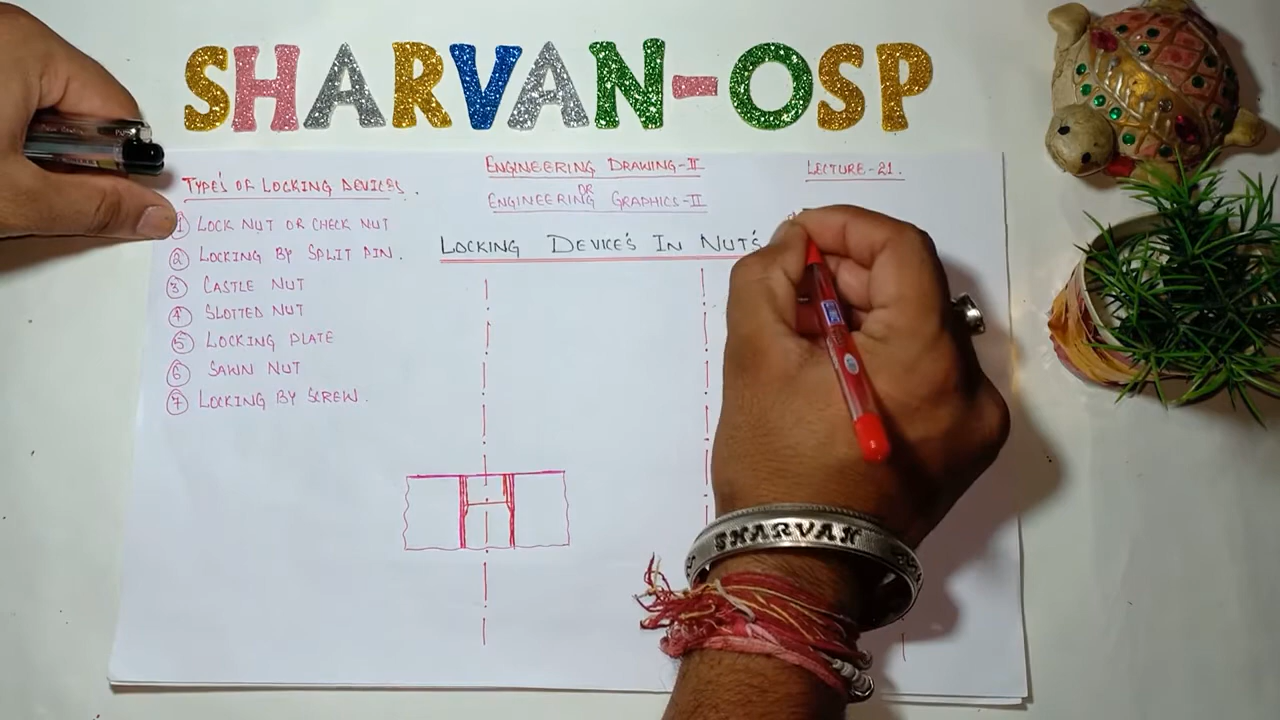 SHARVAN-OSP
ENGINEERING DRAWING-II
OR
ENGINEERING GRAPHICS-II
LECTURE-21.
LOCKING DEVICE'S IN NUT'S
TYPE'S OF LOCKING DEVICES.
1 LOCK NUT OR CHECK NUT
2 LOCKING BY SPLIT PIN.
3 CASTLE NUT
4 SLOTTED NUT
5 LOCKING PLATE
6 SAWN NUT
7 LOCKING BY SCREW.
SHARVAN